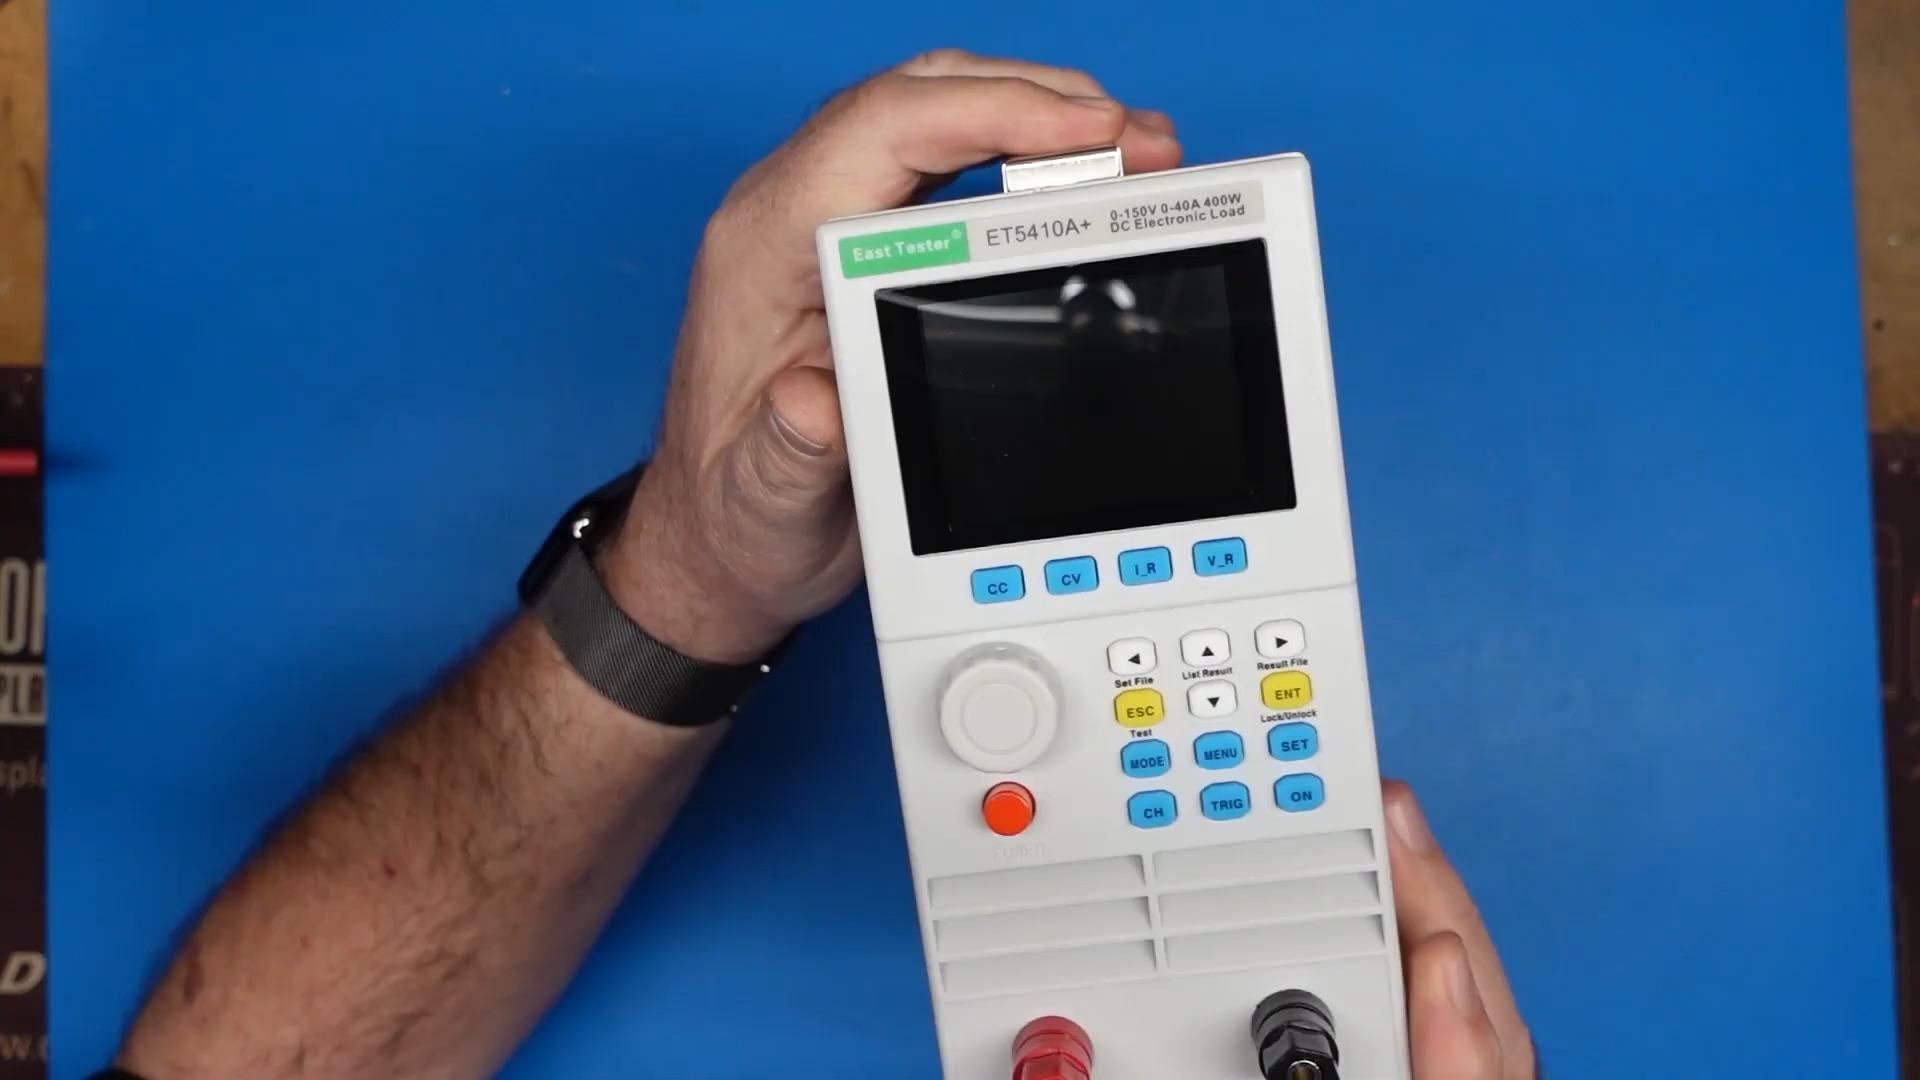 East Tester®
ET5410A+
0-150V 0-40A 400W
DC Electronic Load
CC
CV
I_R
V_R
Set File
List Result
Result File
ESC
ENT
Test
Lock/Unlock
MODE
MENU
SET
CH
TRIG
ON
POWER